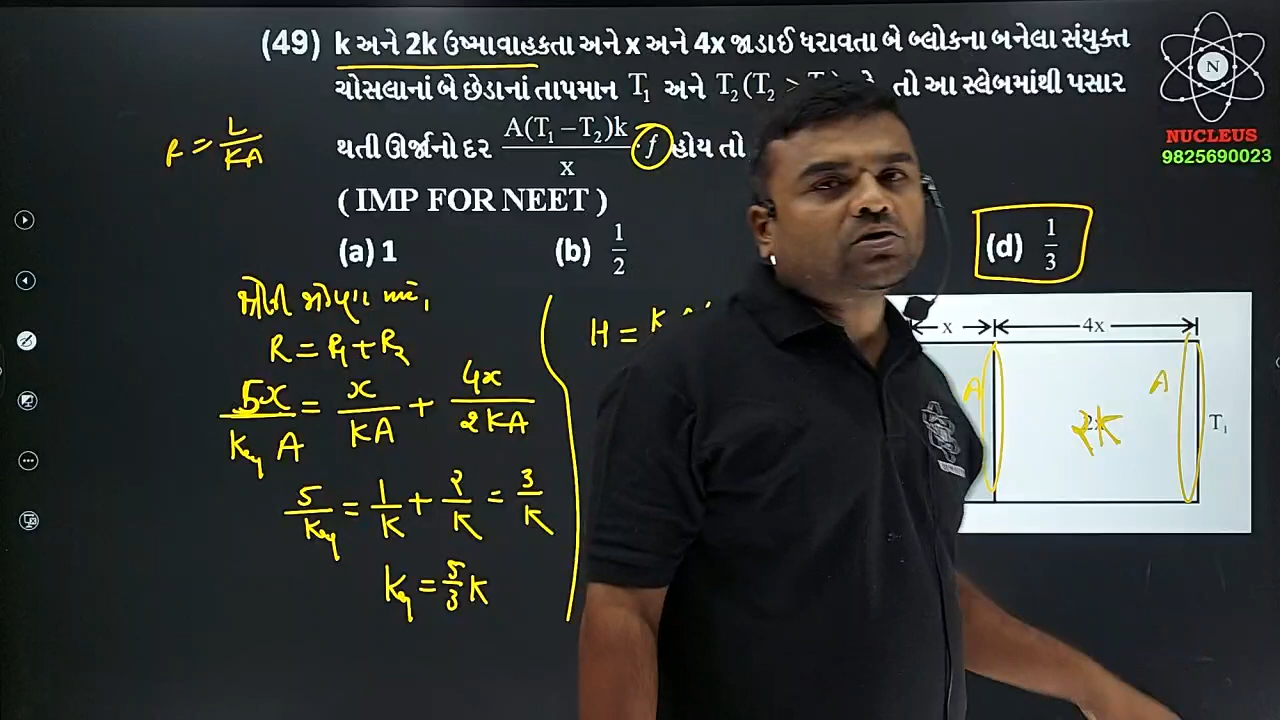 (49) k અને 2k ઉષ્માવાહકતા અને x અને 4x જાડાઈ ધરાવતા બે બ્લોકના બનેલા સંયુક્ત
ચોસલાનાં બે છેડાનાં તાપમાન T₁ અને T₂ (T₂ > તો આ સ્લેબમાંથી પસાર
થતી ઊર્જાનો દર A(T₁ – T₂)k / x · f હોય તો
( IMP FOR NEET )
(a) 1 (b) 1/2 (d) 1/3
R = L/KA
N
NUCLEUS
9825690023
R = R₁ + R₂
5x / Keq A = x / KA + 4x / 2KA
5 / Keq = 1/K + 2/K = 3/K
Keq = 5/3 K
H = K
x 4x
A A
2K T₁